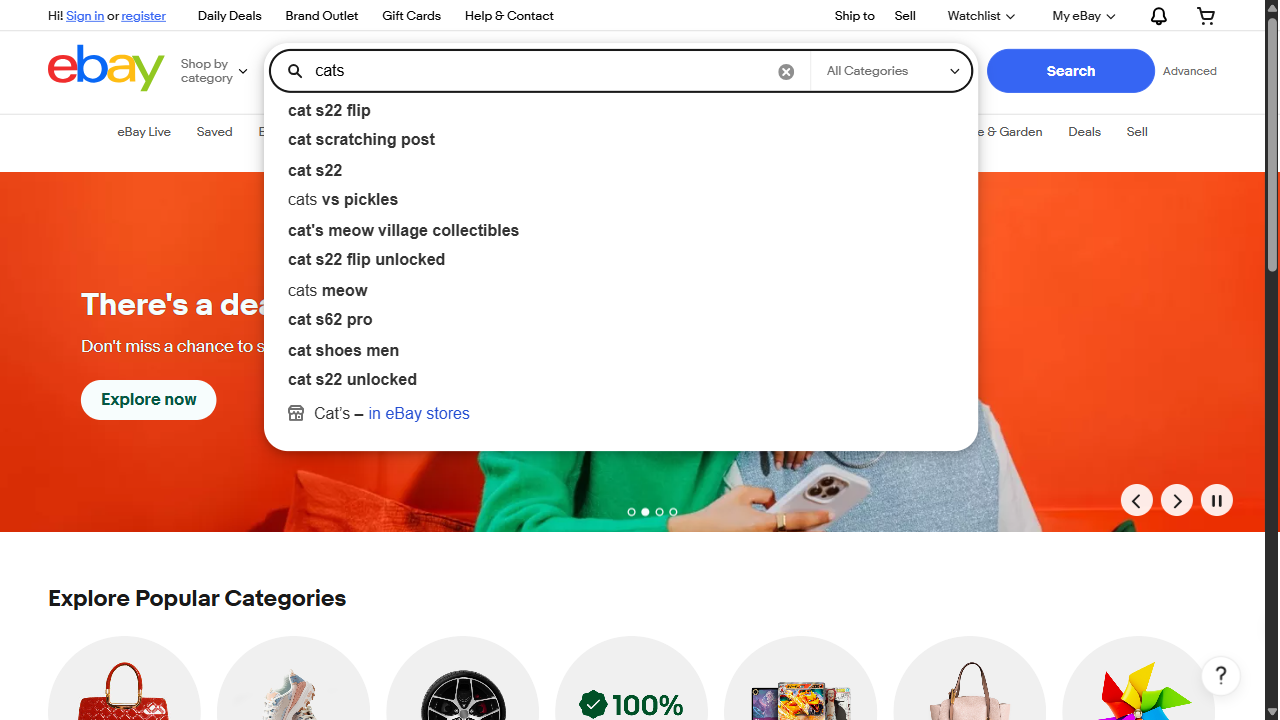 Hi! Sign in or register
Daily Deals
Brand Outlet
Gift Cards
Help & Contact
Ship to
Sell
Watchlist
My eBay
ebay
Shop by
category
cats
All Categories
Search
Advanced
cat s22 flip
cat scratching post
cat s22
cats vs pickles
cat's meow village collectibles
cat s22 flip unlocked
cats meow
cat s62 pro
cat shoes men
cat s22 unlocked
Cat’s – in eBay stores
eBay Live
Saved
& Garden
Deals
Sell
There's a
Don't miss a chance to
Explore now
Explore Popular Categories
100%
?